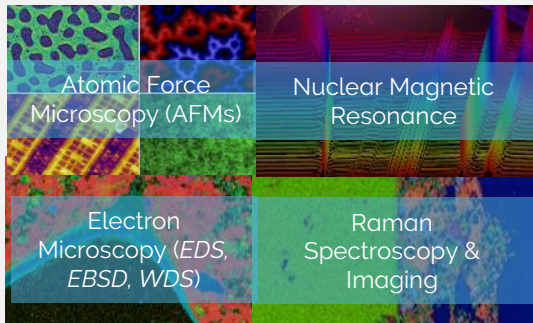 Atomic Force
Microscopy (AFMs)
Nuclear Magnetic
Resonance
Electron
Microscopy (EDS,
EBSD, WDS)
Raman
Spectroscopy &
Imaging